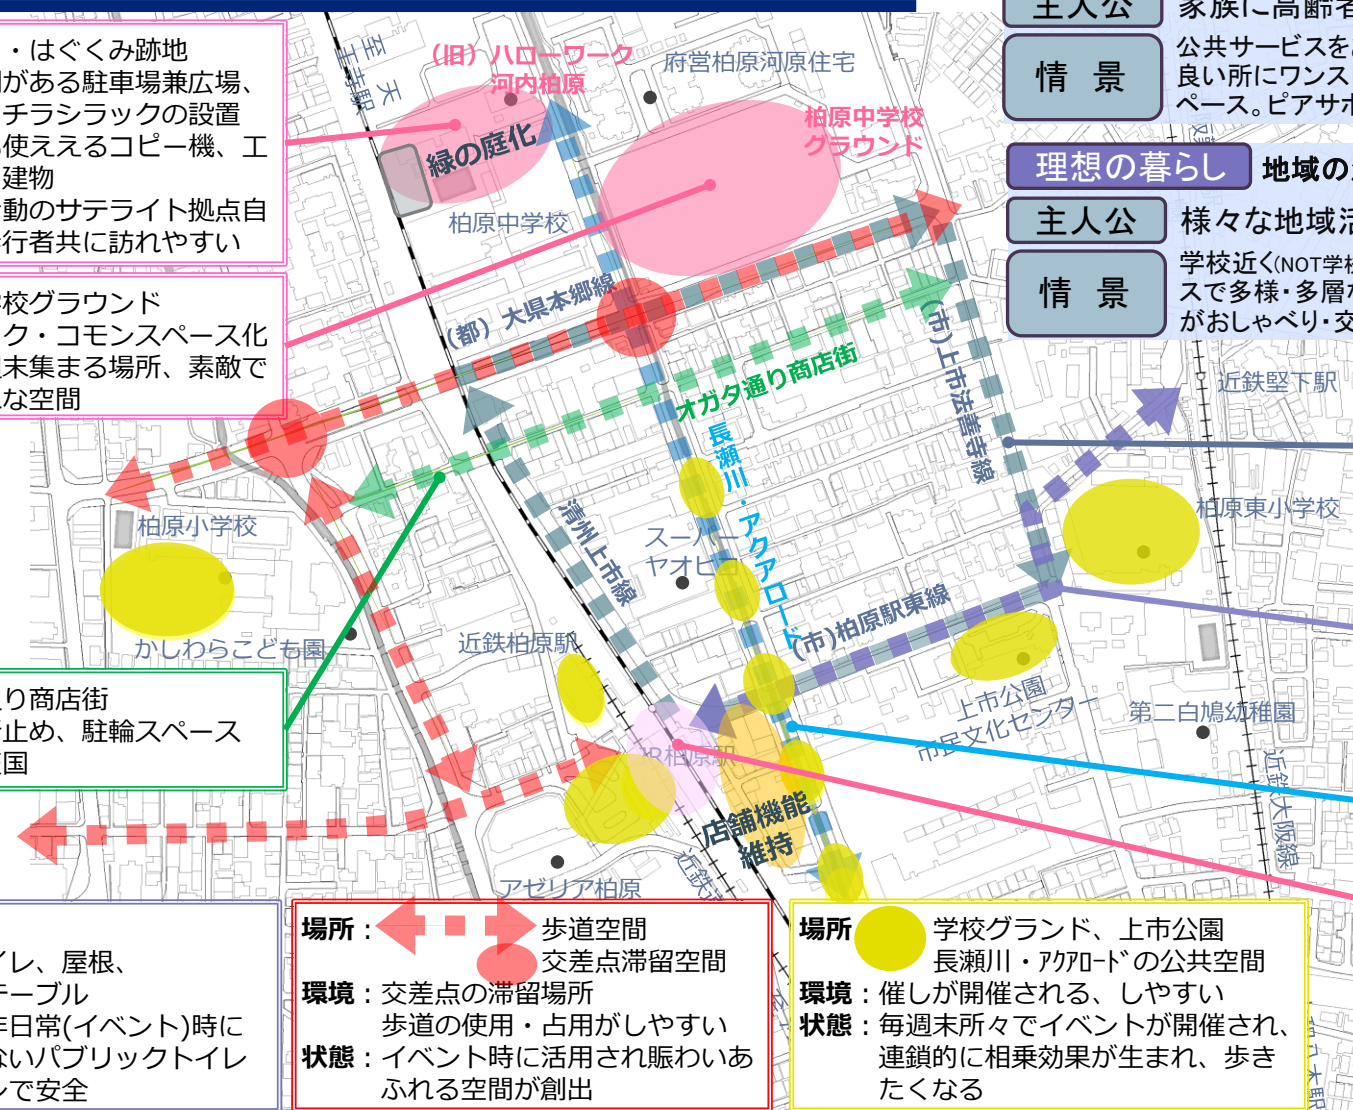 ・はぐくみ跡地
がある駐車場兼広場、
チラシラックの設置
使ええるコピー機、工
建物
動のサテライト拠点自
行者共に訪れやすい
校グラウンド
ク・コモンスペース化
末集まる場所、素敵で
な空間
り商店街
止め、駐輪スペース
国
イレ、屋根、
テーブル
日常(イベント)時に
ないパブリックトイレ
で安全
至 天
王寺駅
(旧)ハローワーク
河内柏原
府営柏原河原住宅
柏原中学校
グラウンド
緑の庭化
柏原中学校
(都)大県本郷線
オガタ通り商店街
(市)上市法善寺線
長瀬川・アクアロード
清州上市線
スーパー
ヤオヒコ
(市)柏原駅東線
近鉄堅下駅
柏原東小学校
柏原小学校
かしわらこども園
近鉄柏原駅
JR柏原駅
上市公園
市民文化センター
第二白鳩幼稚園
近鉄大阪線
店舗機能
維持
アゼリア柏原
近鉄
主人公
家族に高齢者
情 景
公共サービスを
良い所にワンス
ペース。ピアサポ
理想の暮らし
地域の
主人公
様々な地域活
情 景
学校近く(NOT学校
スで多様・多層な
がおしゃべり・交
場所：
歩道空間
交差点滞留空間
環境：交差点の滞留場所
歩道の使用・占用がしやすい
状態：イベント時に活用され賑わいあ
ふれる空間が創出
場所
学校グランド、上市公園
長瀬川・ｱｸｱﾛｰﾄﾞの公共空間
環境：催しが開催される、しやすい
状態：毎週末所々でイベントが開催され、
連鎖的に相乗効果が生まれ、歩き
たくなる